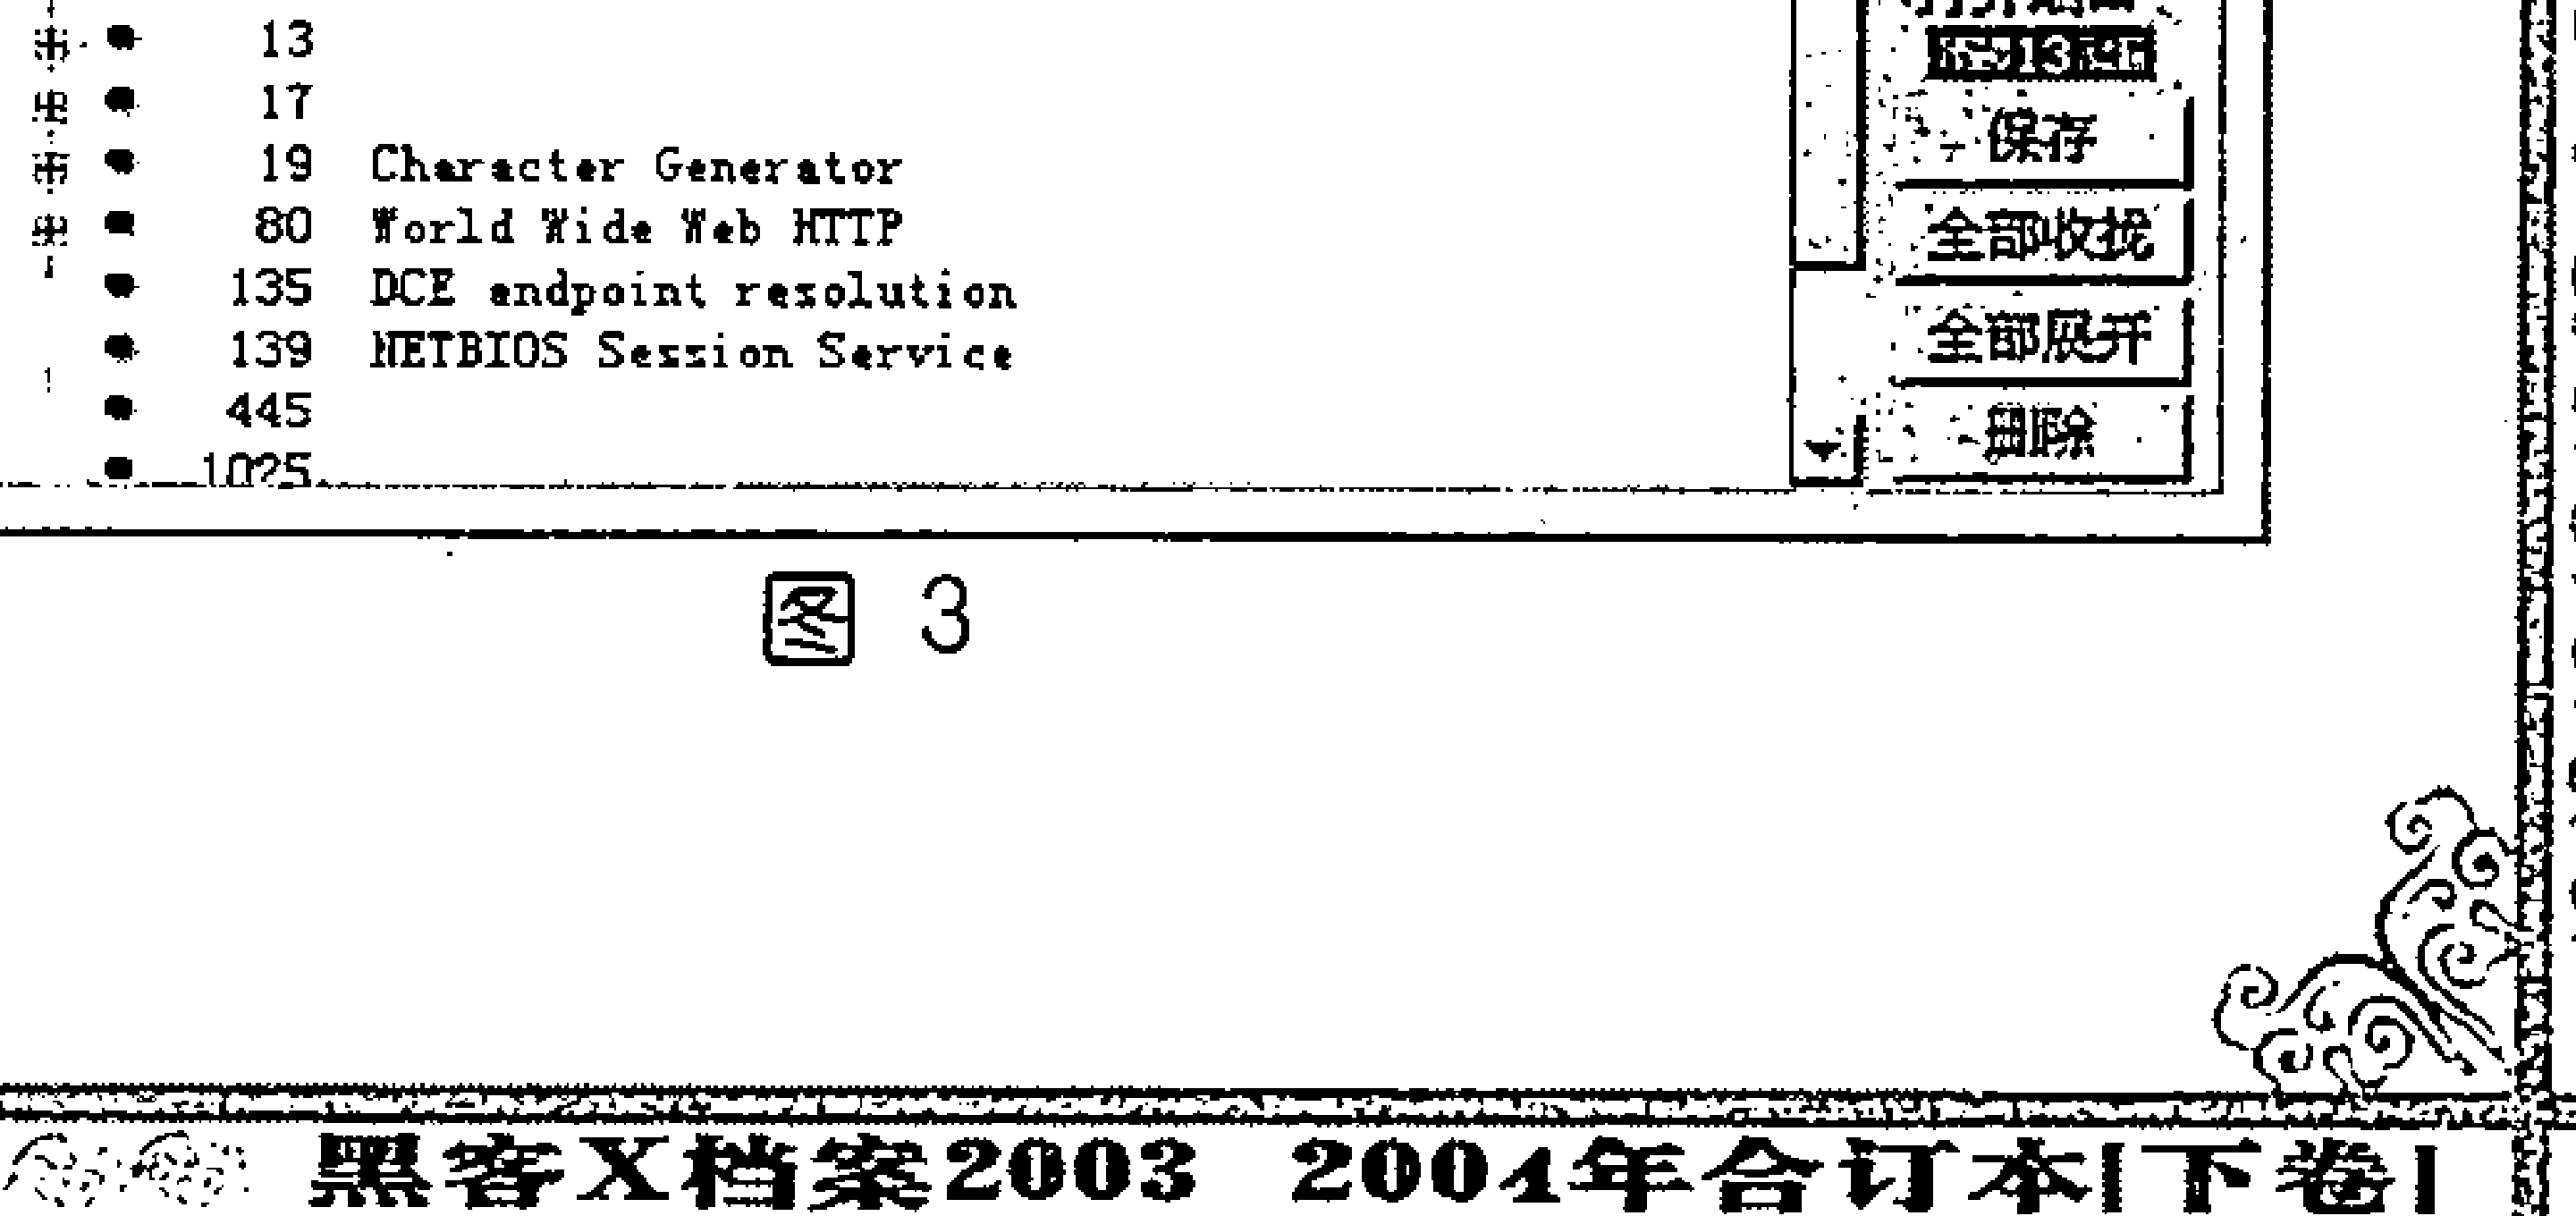 13
17
19 Character Generator
80 World Wide Web HTTP
135 DCE endpoint resolution
139 NETBIOS Session Service
445
1025
保存
全部收拢
全部展开
删除
图 3
黑客X档案2003 2004年合订本[下卷]